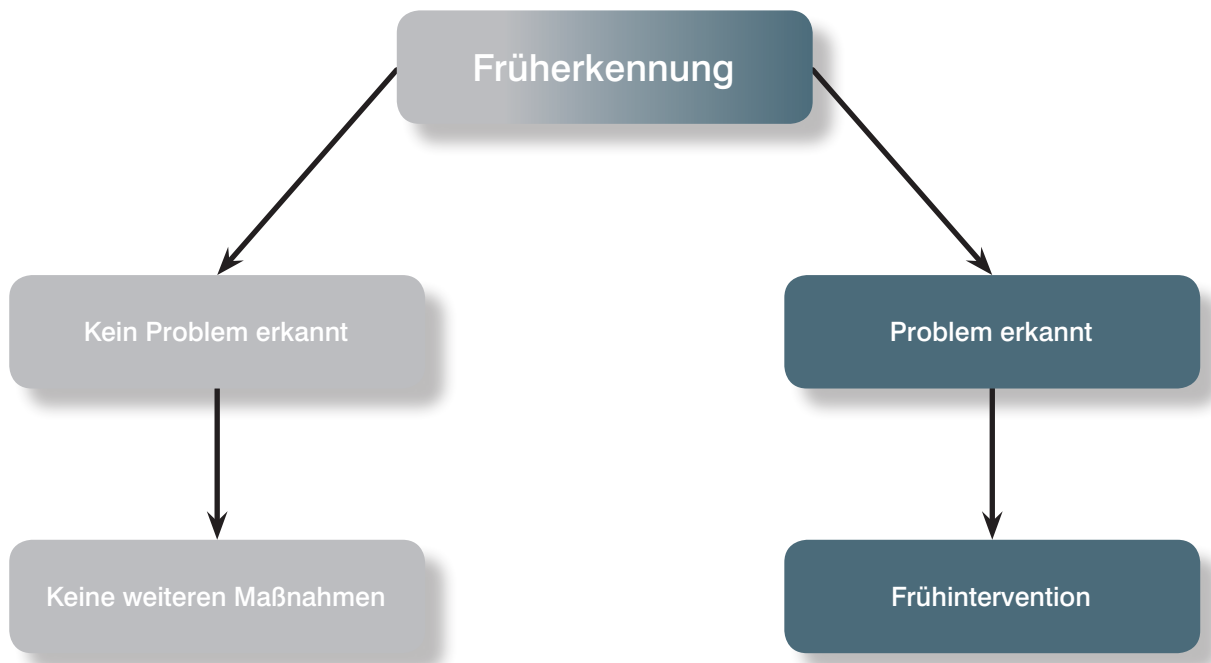 Früherkennung
Kein Problem erkannt
Problem erkannt
Keine weiteren Maßnahmen
Frühintervention